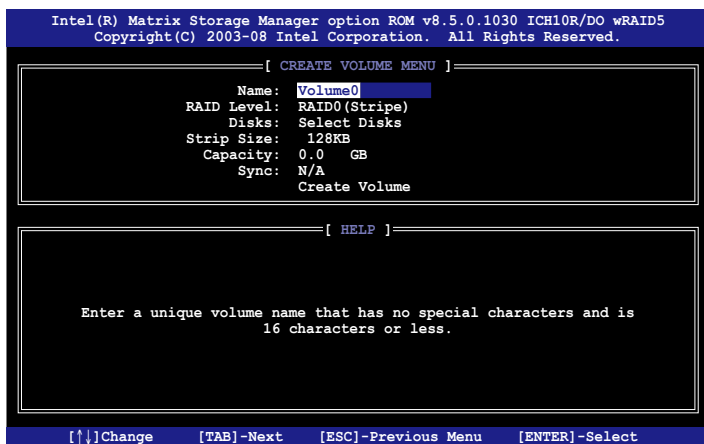 Intel(R) Matrix Storage Manager option ROM v8.5.0.1030 ICH10R/DO wRAID5
Copyright(C) 2003-08 Intel Corporation.  All Rights Reserved.
[ CREATE VOLUME MENU ]
Name: Volume0
RAID Level: RAID0(Stripe)
Disks: Select Disks
Strip Size: 128KB
Capacity: 0.0 GB
Sync: N/A
Create Volume
[ HELP ]
Enter a unique volume name that has no special characters and is
16 characters or less.
[↑↓]Change [TAB]-Next [ESC]-Previous Menu [ENTER]-Select